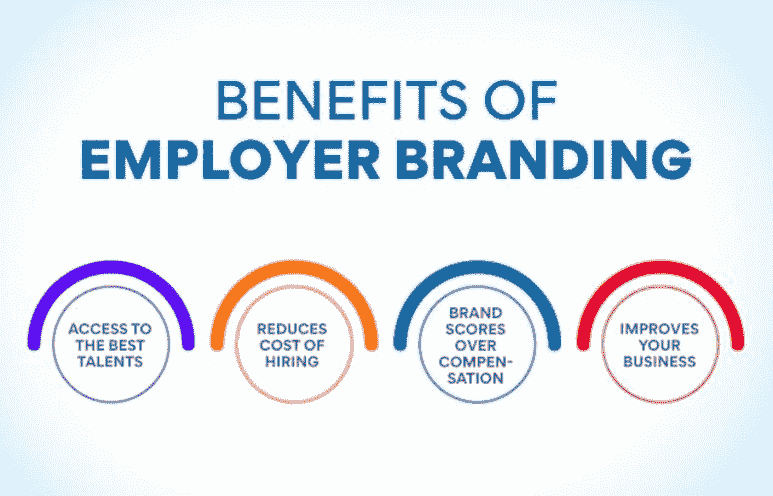 BENEFITS OF
EMPLOYER BRANDING
ACCESS TO
THE BEST
TALENTS
REDUCES
COST OF
HIRING
BRAND
SCORES
OVER
COMPEN-
SATION
IMPROVES
YOUR
BUSINESS